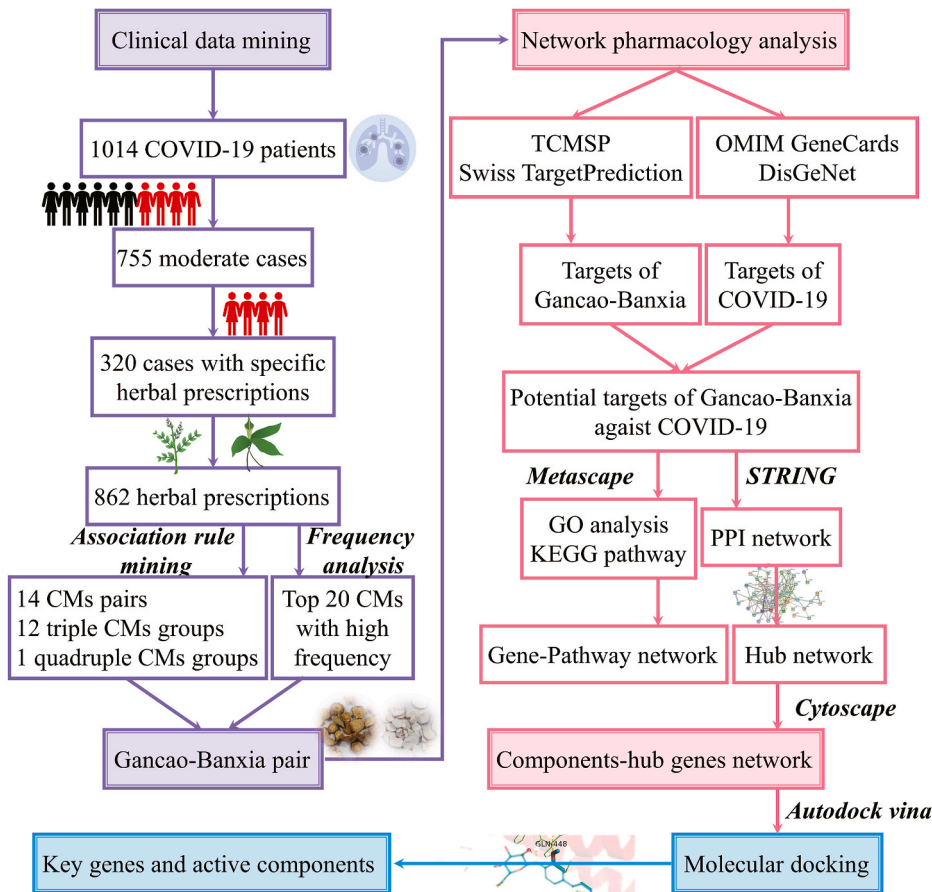 Clinical data mining
1014 COVID-19 patients
755 moderate cases
320 cases with specific
herbal prescriptions
862 herbal prescriptions
Association rule
mining
Frequency
analysis
14 CMs pairs
12 triple CMs groups
1 quadruple CMs groups
Top 20 CMs
with high
frequency
Gancao-Banxia pair
Network pharmacology analysis
TCMSP
Swiss TargetPrediction
OMIM GeneCards
DisGeNet
Targets of
Gancao-Banxia
Targets of
COVID-19
Potential targets of Gancao-Banxia
agaist COVID-19
Metascape
STRING
GO analysis
KEGG pathway
PPI network
Gene-Pathway network
Hub network
Cytoscape
Components-hub genes network
Autodock vina
Molecular docking
GLN-448
Key genes and active components